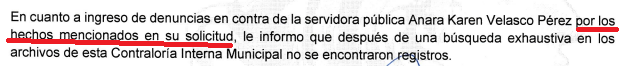 En cuanto a ingreso de denuncias en contra de la servidora pública Anara Karen Velasco Pérez por los
hechos mencionados en su solicitud, le informo que después de una búsqueda exhaustiva en los
archivos de esta Contraloría Interna Municipal no se encontraron registros.